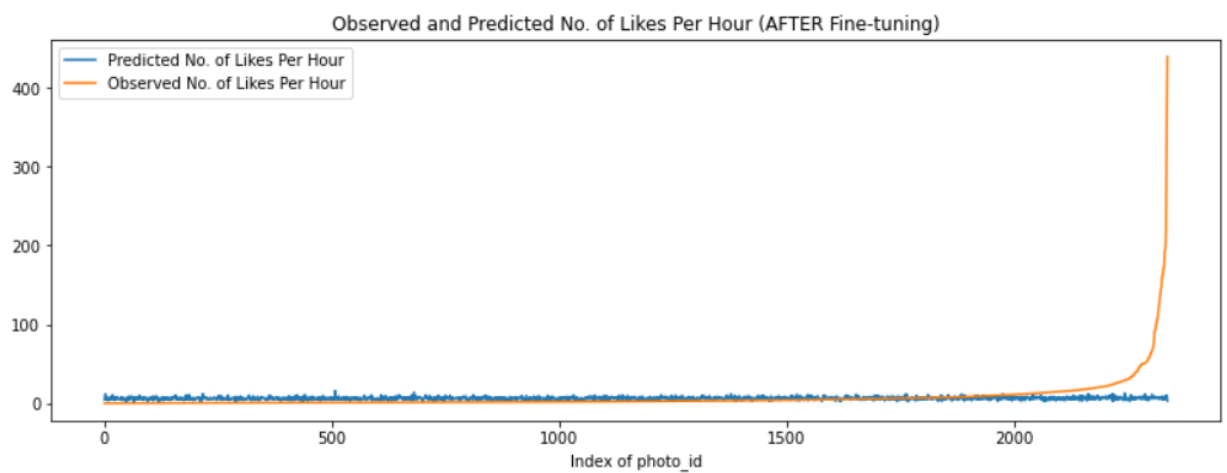 Observed and Predicted No. of Likes Per Hour (AFTER Fine-tuning)
Predicted No. of Likes Per Hour
Observed No. of Likes Per Hour
400
300
200
100
0
0 500 1000 1500 2000
Index of photo_id